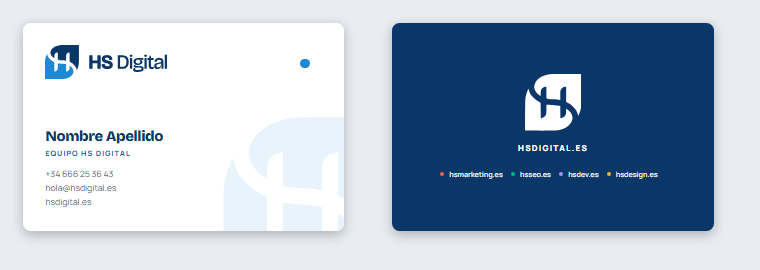 HS Digital
Nombre Apellido
EQUIPO HS DIGITAL
+34 666 25 36 43
hola@hsdigital.es
hsdigital.es
HSDIGITAL.ES
hsmarketing.es hsseo.es hsdev.es hsdesign.es